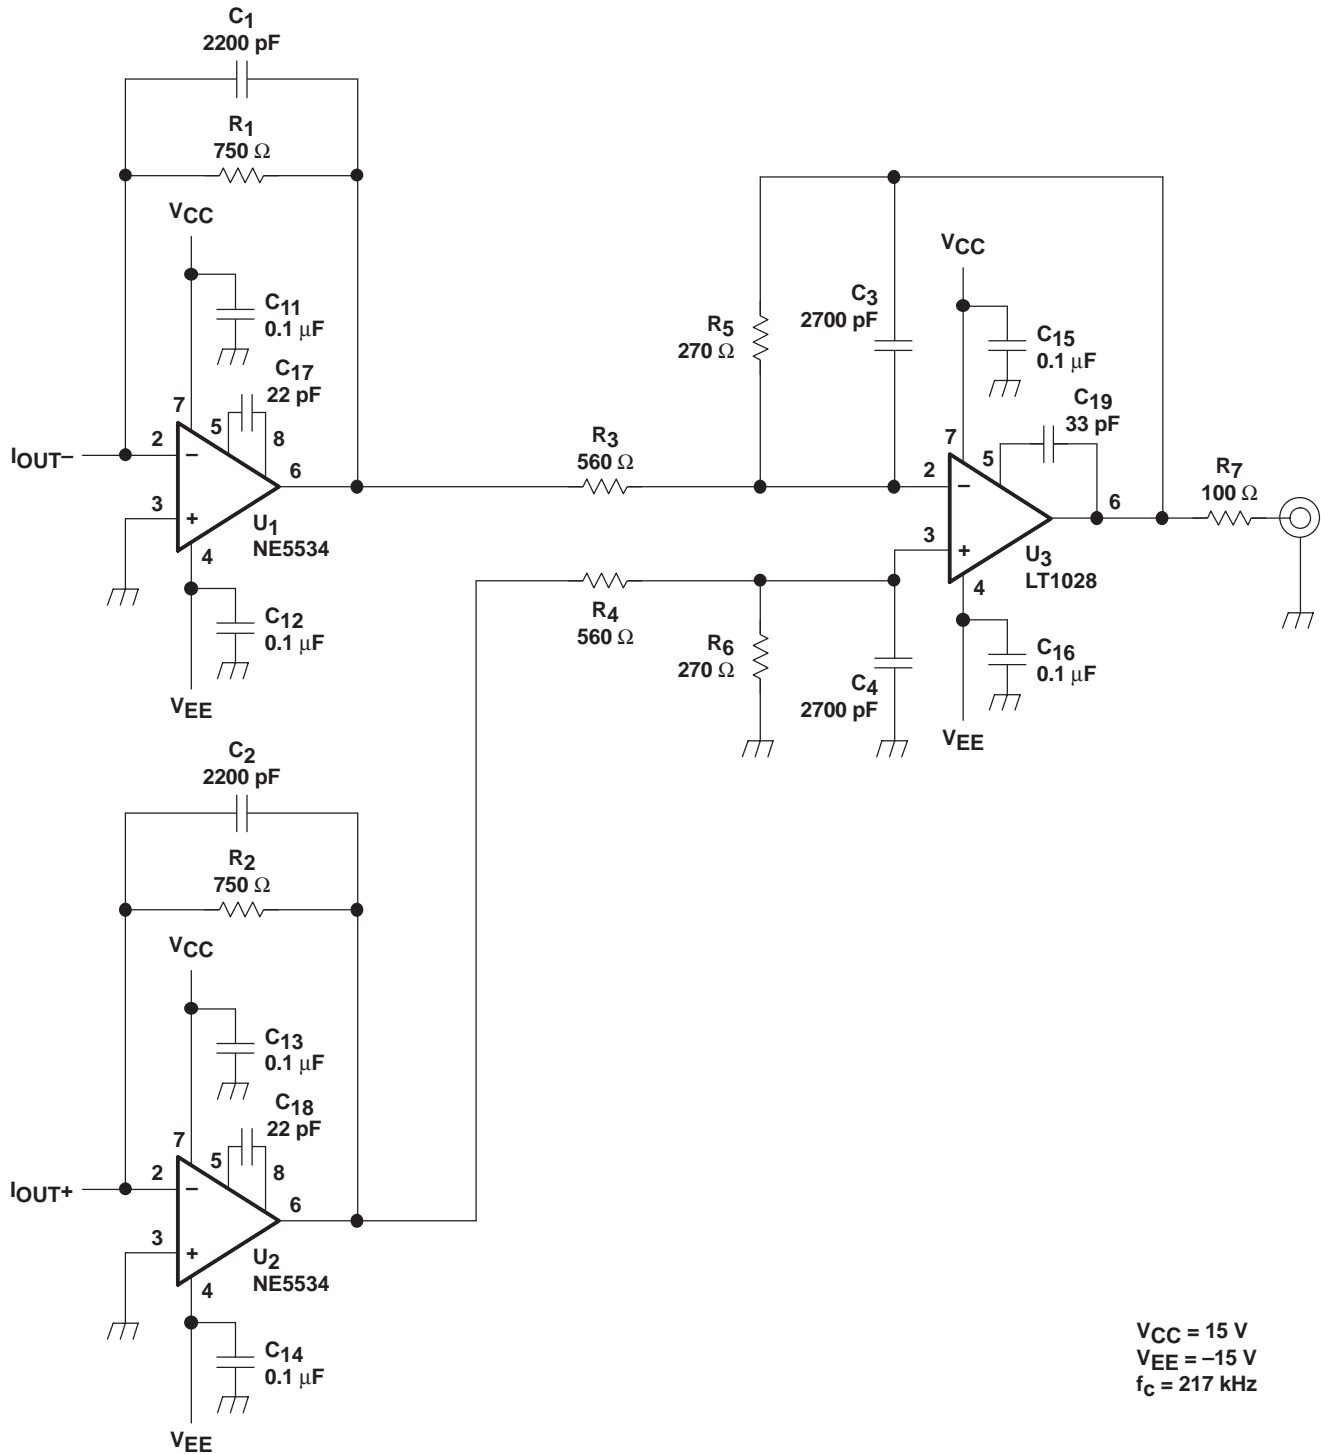 C1
2200 pF
R1
750 Ω
VCC
C11
0.1 μF
C17
22 pF
7
5
8
2
–
IOUT–
6
3
+
U1
NE5534
4
C12
0.1 μF
VEE
R3
560 Ω
R4
560 Ω
R5
270 Ω
C3
2700 pF
R6
270 Ω
C4
2700 pF
VCC
C15
0.1 μF
C19
33 pF
7
5
2
–
6
3
+
U3
LT1028
4
C16
0.1 μF
VEE
R7
100 Ω
C2
2200 pF
R2
750 Ω
VCC
C13
0.1 μF
C18
22 pF
7
5
8
2
–
IOUT+
6
3
+
U2
NE5534
4
C14
0.1 μF
VEE
VCC = 15 V
VEE = –15 V
fc = 217 kHz